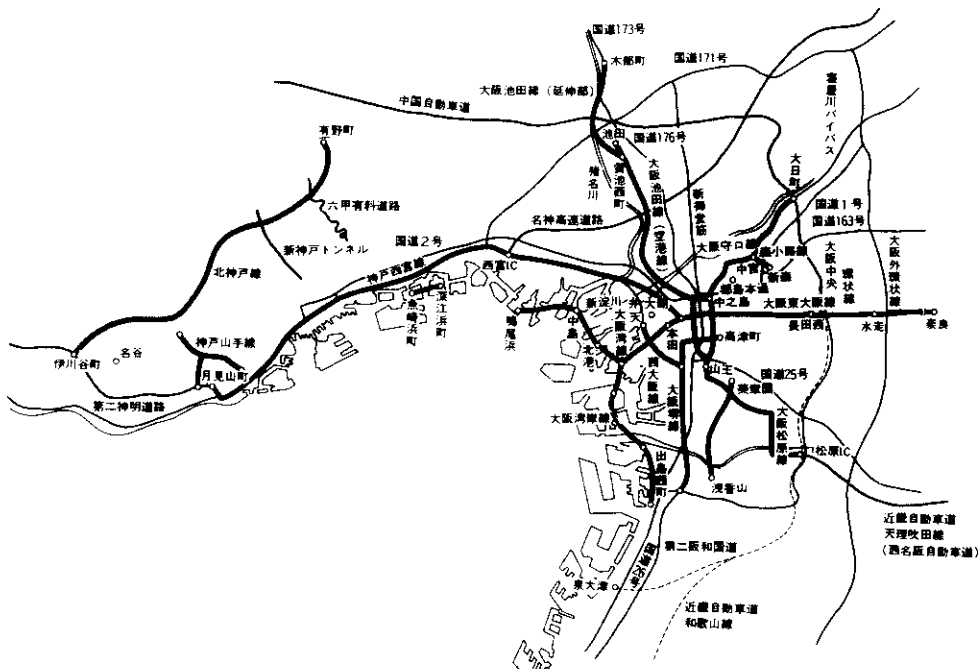 国道173号
木部町
国道171号
大阪池田線（延伸部）
中国自動車道
寝屋川バイパス
有野町
池田
国道176号
大阪池田線（空港線）
新御堂筋
猪名川
大日町
六甲有料道路
国道1号
国道163号
名神高速道路
新神戸トンネル
国道2号
大阪守口線
北神戸線
神戸西宮線
西宮IC
森小路線
中宮
都島本通
大阪中央環状線
大阪外環状線
深江浜町
魚崎浜町
新淀川
中之島
大阪東大阪線
鳴尾浜
中島
北港
大阪湾線
本田
長田西
水走
奈良
神戸山手線
高津町
伊川谷町
名谷
月見山町
西大阪線
山王
国道25号
第二神明道路
大阪堺線
大阪湾岸線
大阪松原線
松原IC
出島西町
浅香山
近畿自動車道
天理吹田線
(西名阪自動車道)
第二阪和国道
国道26号
泉大津
近畿自動車道
和歌山線